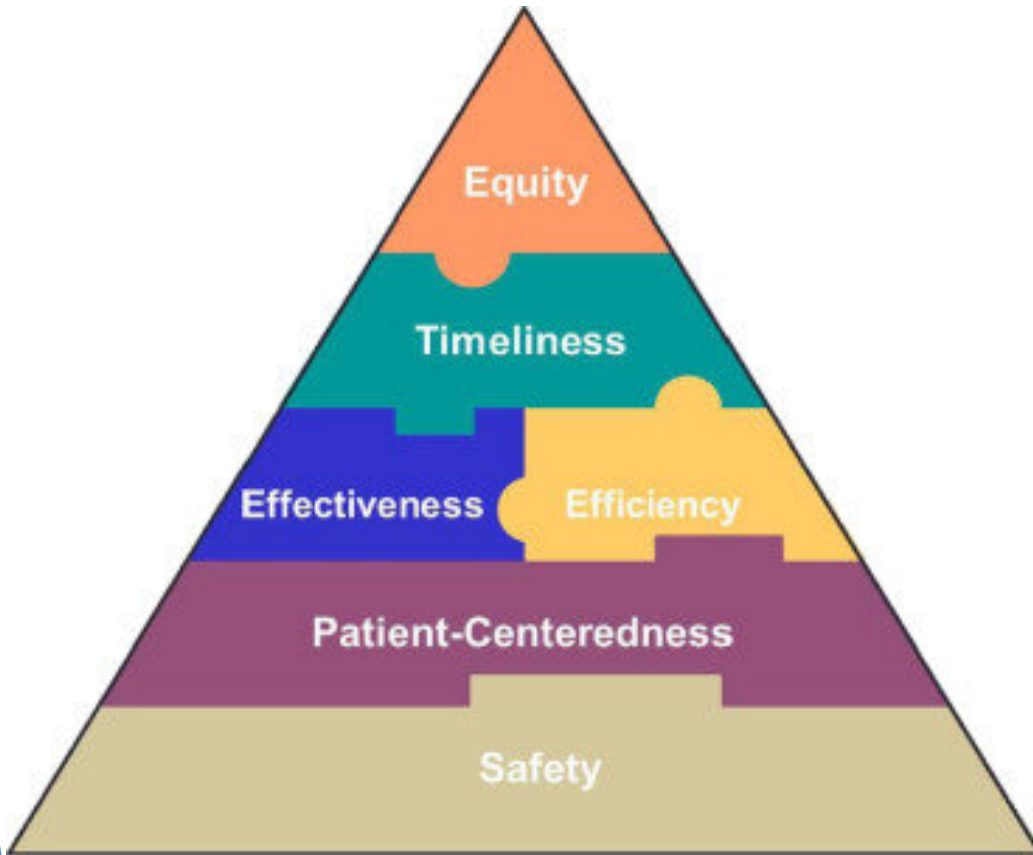 Equity
Timeliness
Effectiveness Efficiency
Patient-Centeredness
Safety